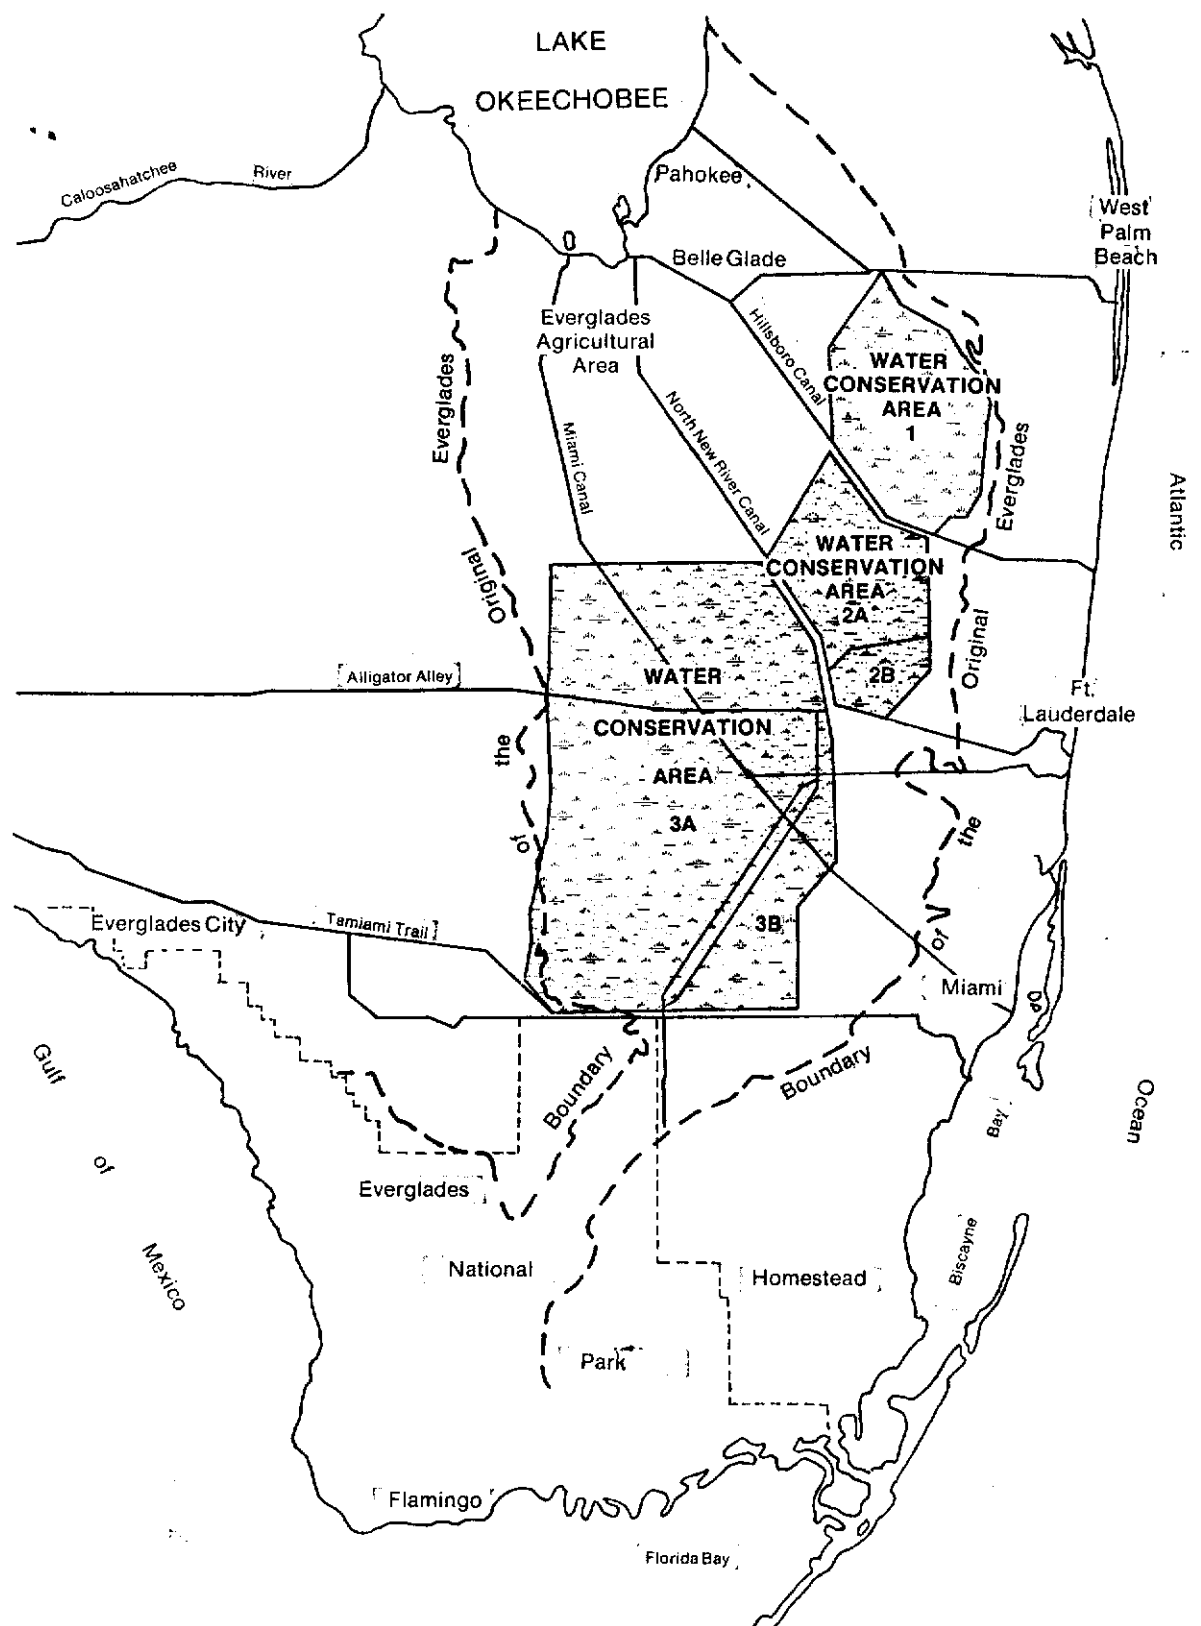 LAKE
OKEECHOBEE
Caloosahatchee River
Pahokee
West
Palm
Beach
Belle Glade
Everglades
Agricultural
Area
Hillsboro Canal
WATER
CONSERVATION
AREA
1
Everglades
North New River Canal
Miami Canal
Everglades
Atlantic
WATER
CONSERVATION
AREA
2A
Original
Original
2B
Alligator Alley
WATER
Ft.
Lauderdale
CONSERVATION
the
AREA
3A
the
of
3B
of
Everglades City
Tamiami Trail
Miami
Gulf
Boundary
Boundary
Ocean
Bay
of
Everglades
Mexico
National
Homestead
Biscayne
Park
Flamingo
Florida Bay